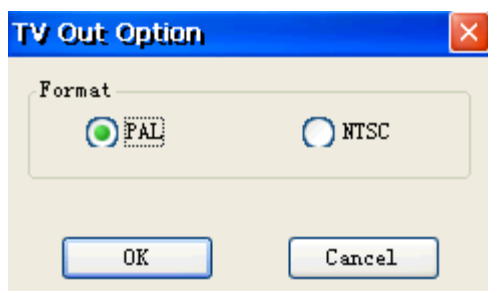 TV Out Option
Format
PAL
NTSC
OK
Cancel